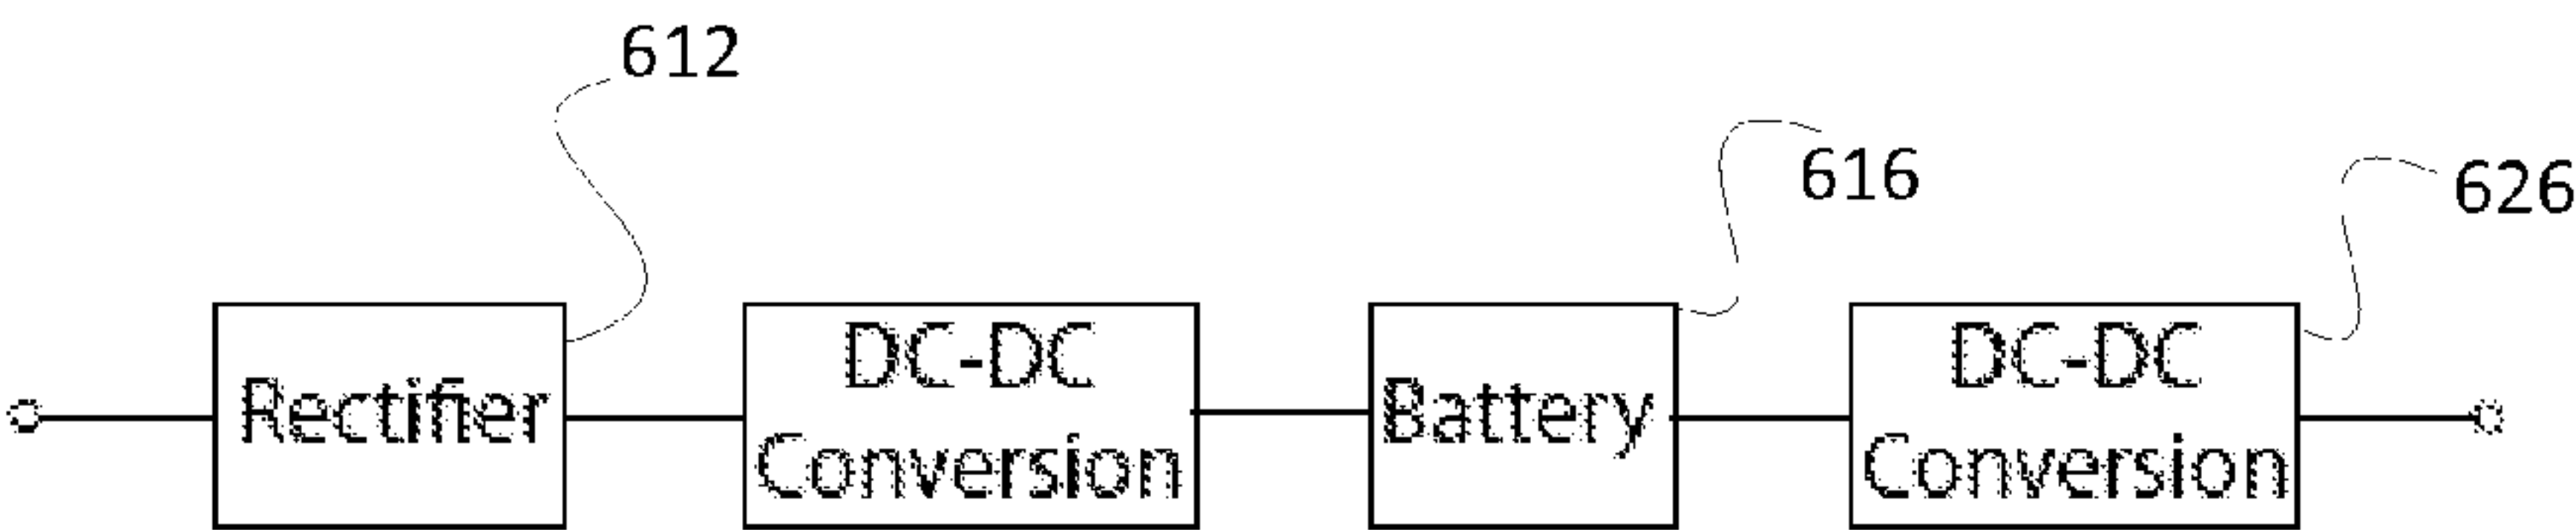 612
616
626
Rectifier
DC-DC
Conversion
Battery
DC-DC
Conversion